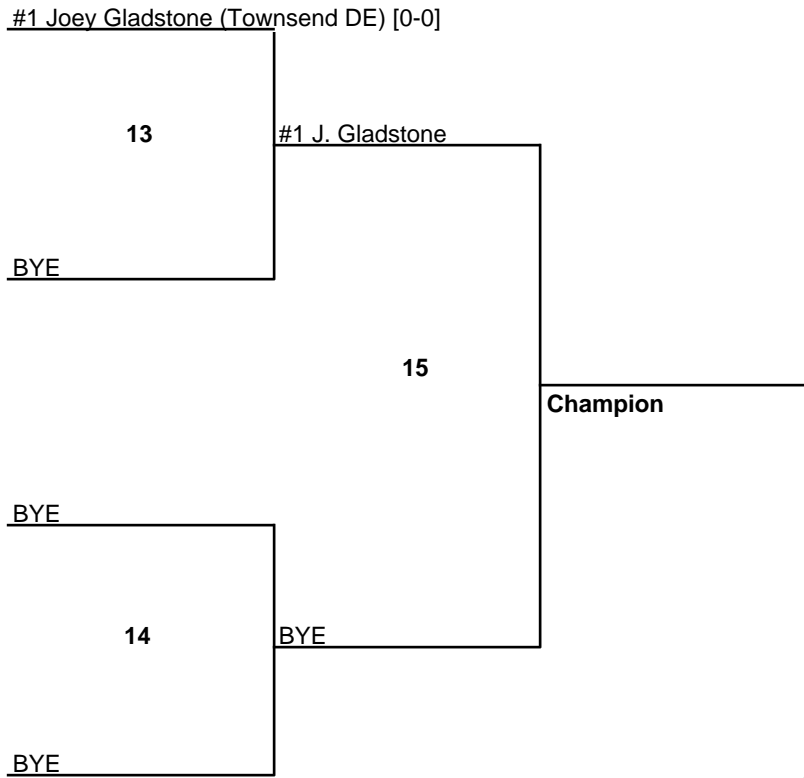 #1 Joey Gladstone (Townsend DE) [0-0]
13
#1 J. Gladstone
BYE
15
Champion
BYE
14
BYE
BYE